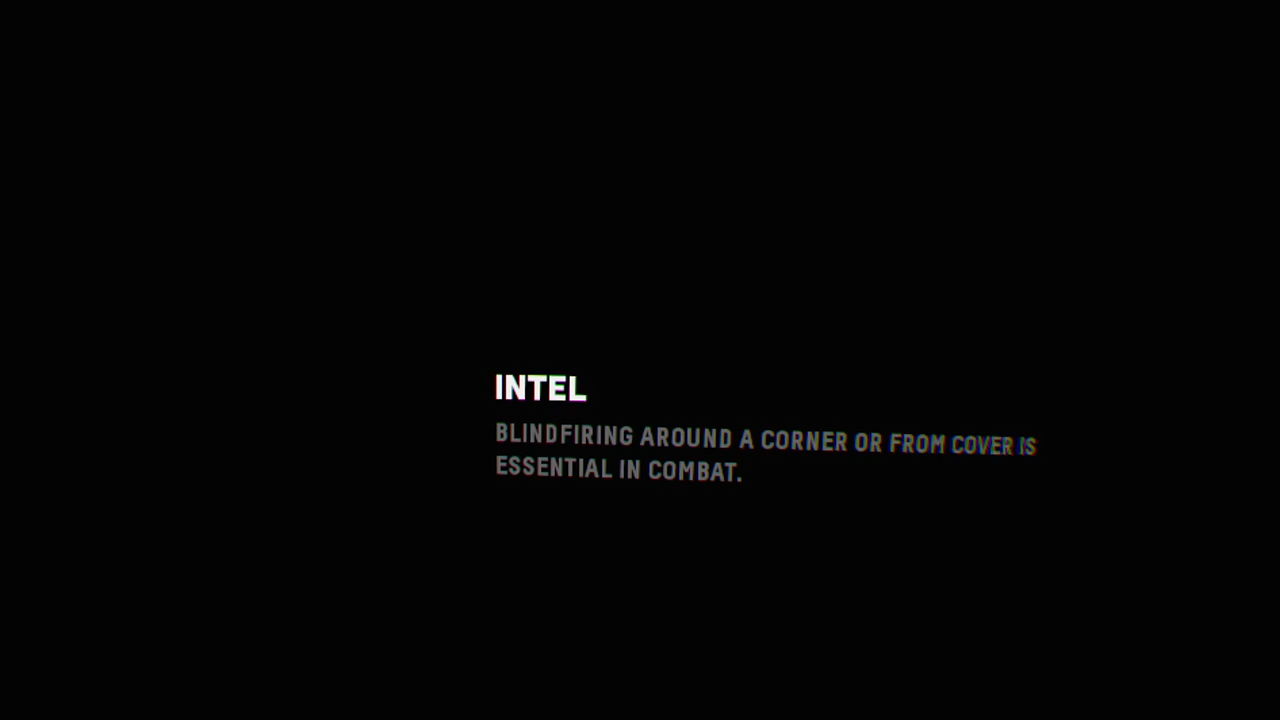 INTEL
BLINDFIRING AROUND A CORNER OR FROM COVER IS
ESSENTIAL IN COMBAT.